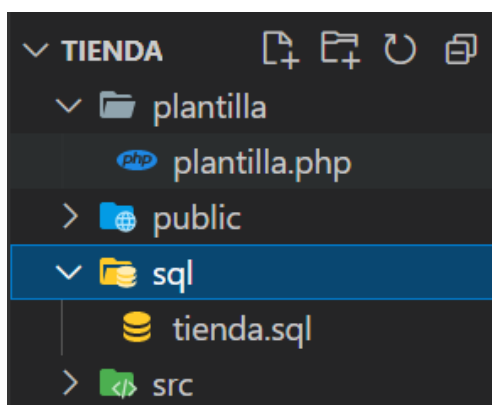 TIENDA
plantilla
php plantilla.php
public
sql
tienda.sql
</> src